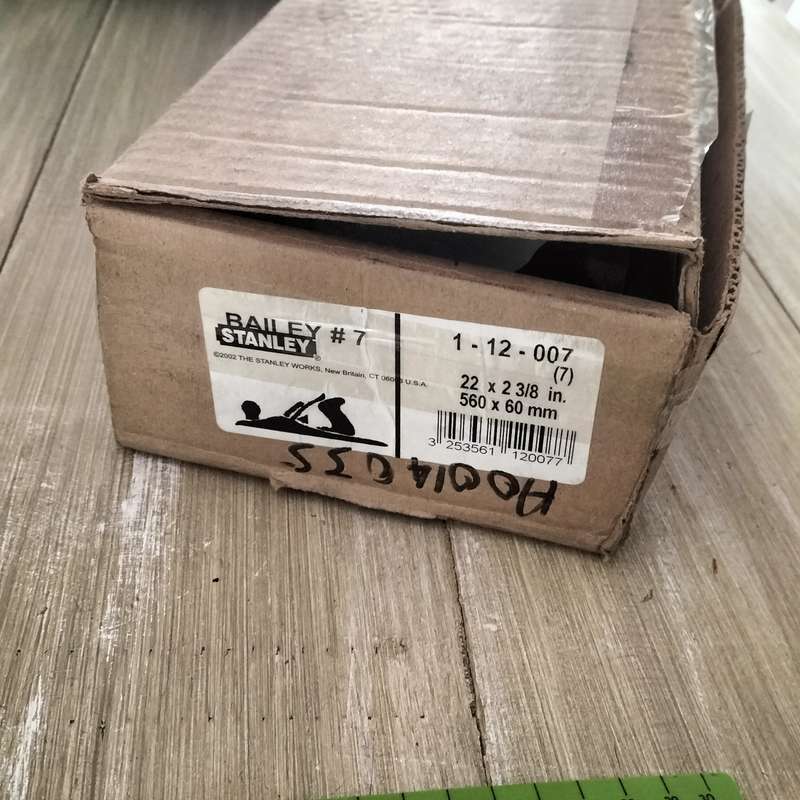 BAILEY
STANLEY ® # 7
©2002 THE STANLEY WORKS, New Britain, CT U.S.A.
1 - 12 - 007
(7)
22 x 2 3/8 in.
560 x 60 mm
3 253561 120077